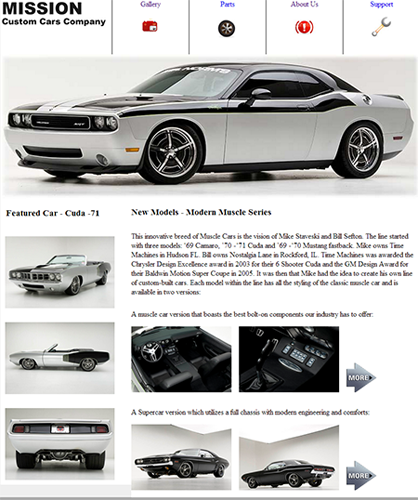 MISSION
Custom Cars Company
Gallery
Parts
About Us
Support
Featured Car - Cuda -71
New Models - Modern Muscle Series
This innovative breed of Muscle Cars is the vision of Mike Staveski and Bill Sefton. The line started
with three models: '69 Camaro, '70 -'71 Cuda and '69 -'70 Mustang fastback. Mike owns Time
Machines in Hudson FL. Bill owns Nostalgia Lane in Rockford, IL. Time Machines was awarded the
Chrysler Design Excellence award in 2003 for their 6 Shooter Cuda and the GM Design Award for
their Baldwin Motion Super Coupe in 2005. It was then that Mike had the idea to create his own line
of custom-built cars. Each model within the line has all the styling of the classic muscle car and is
available in two versions:
A muscle car version that boasts the best bolt-on components our industry has to offer:
MORE
A Supercar version which utilizes a full chassis with modern engineering and comforts:
MORE